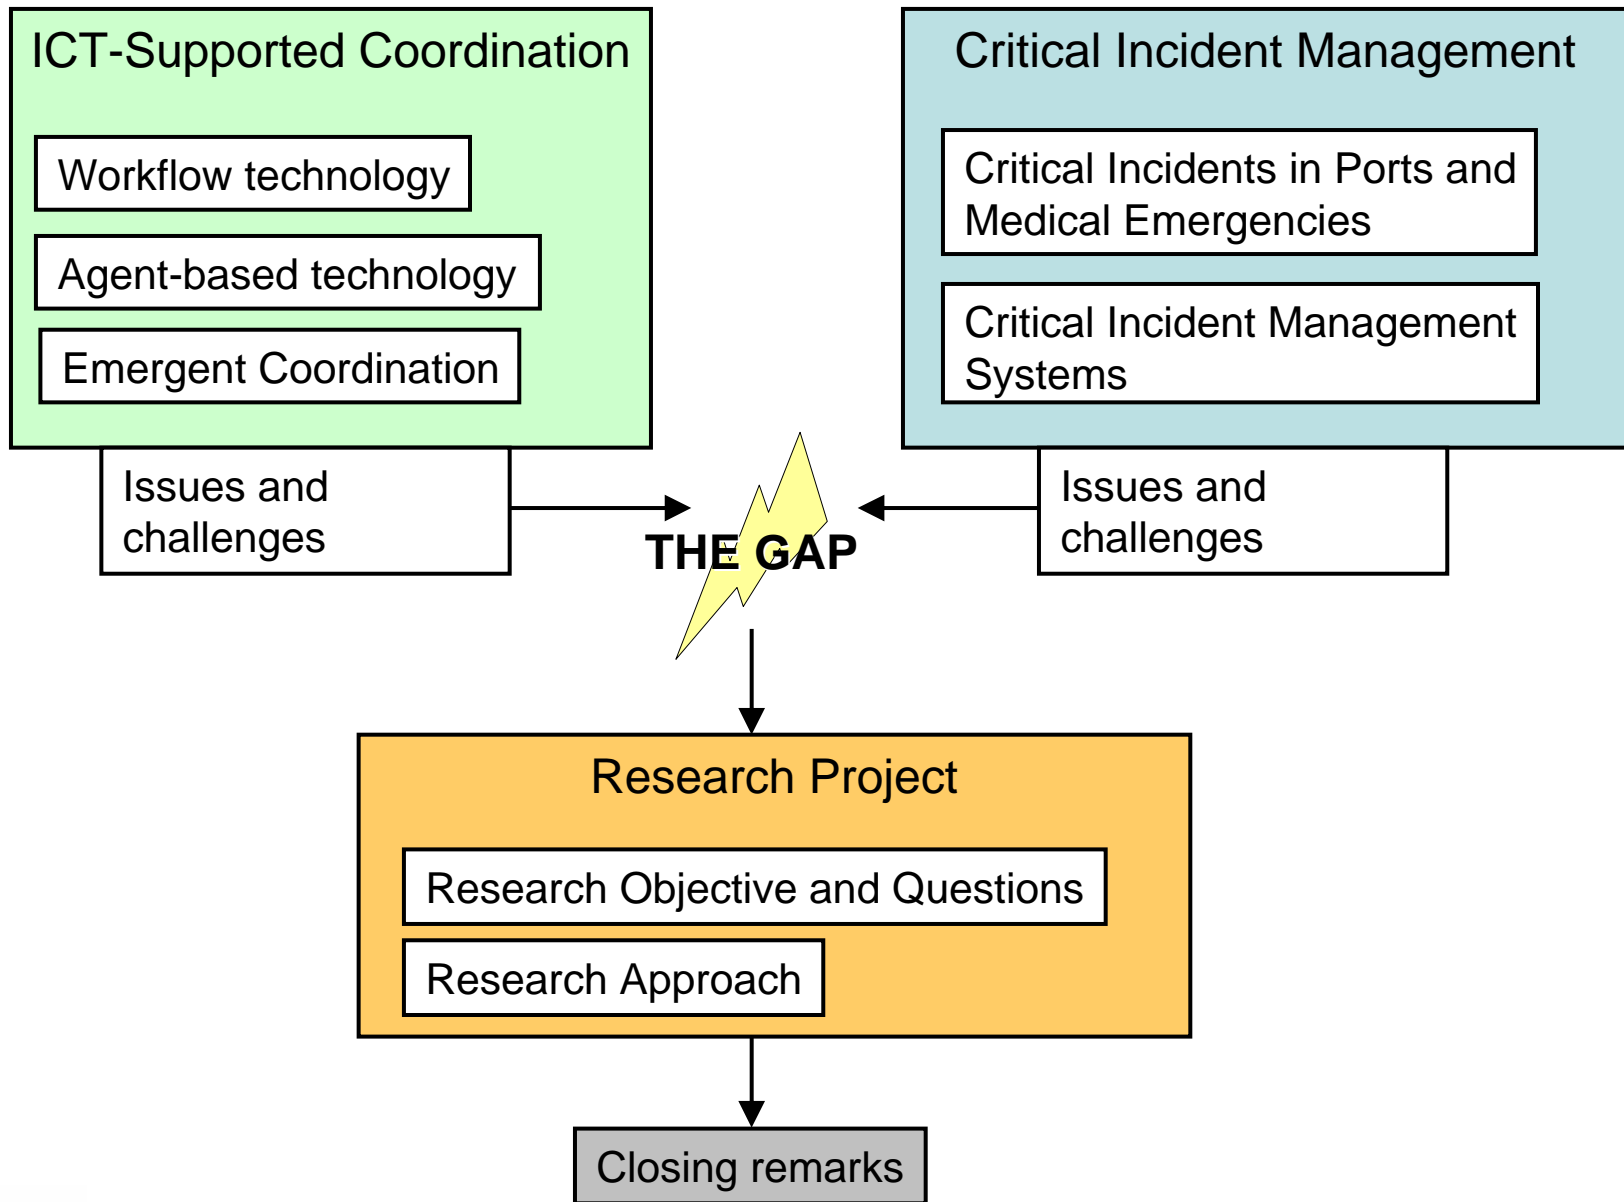 ICT-Supported Coordination
Workflow technology
Agent-based technology
Emergent Coordination
Issues and
challenges
Critical Incident Management
Critical Incidents in Ports and
Medical Emergencies
Critical Incident Management
Systems
Issues and
challenges
THE GAP
Research Project
Research Objective and Questions
Research Approach
Closing remarks